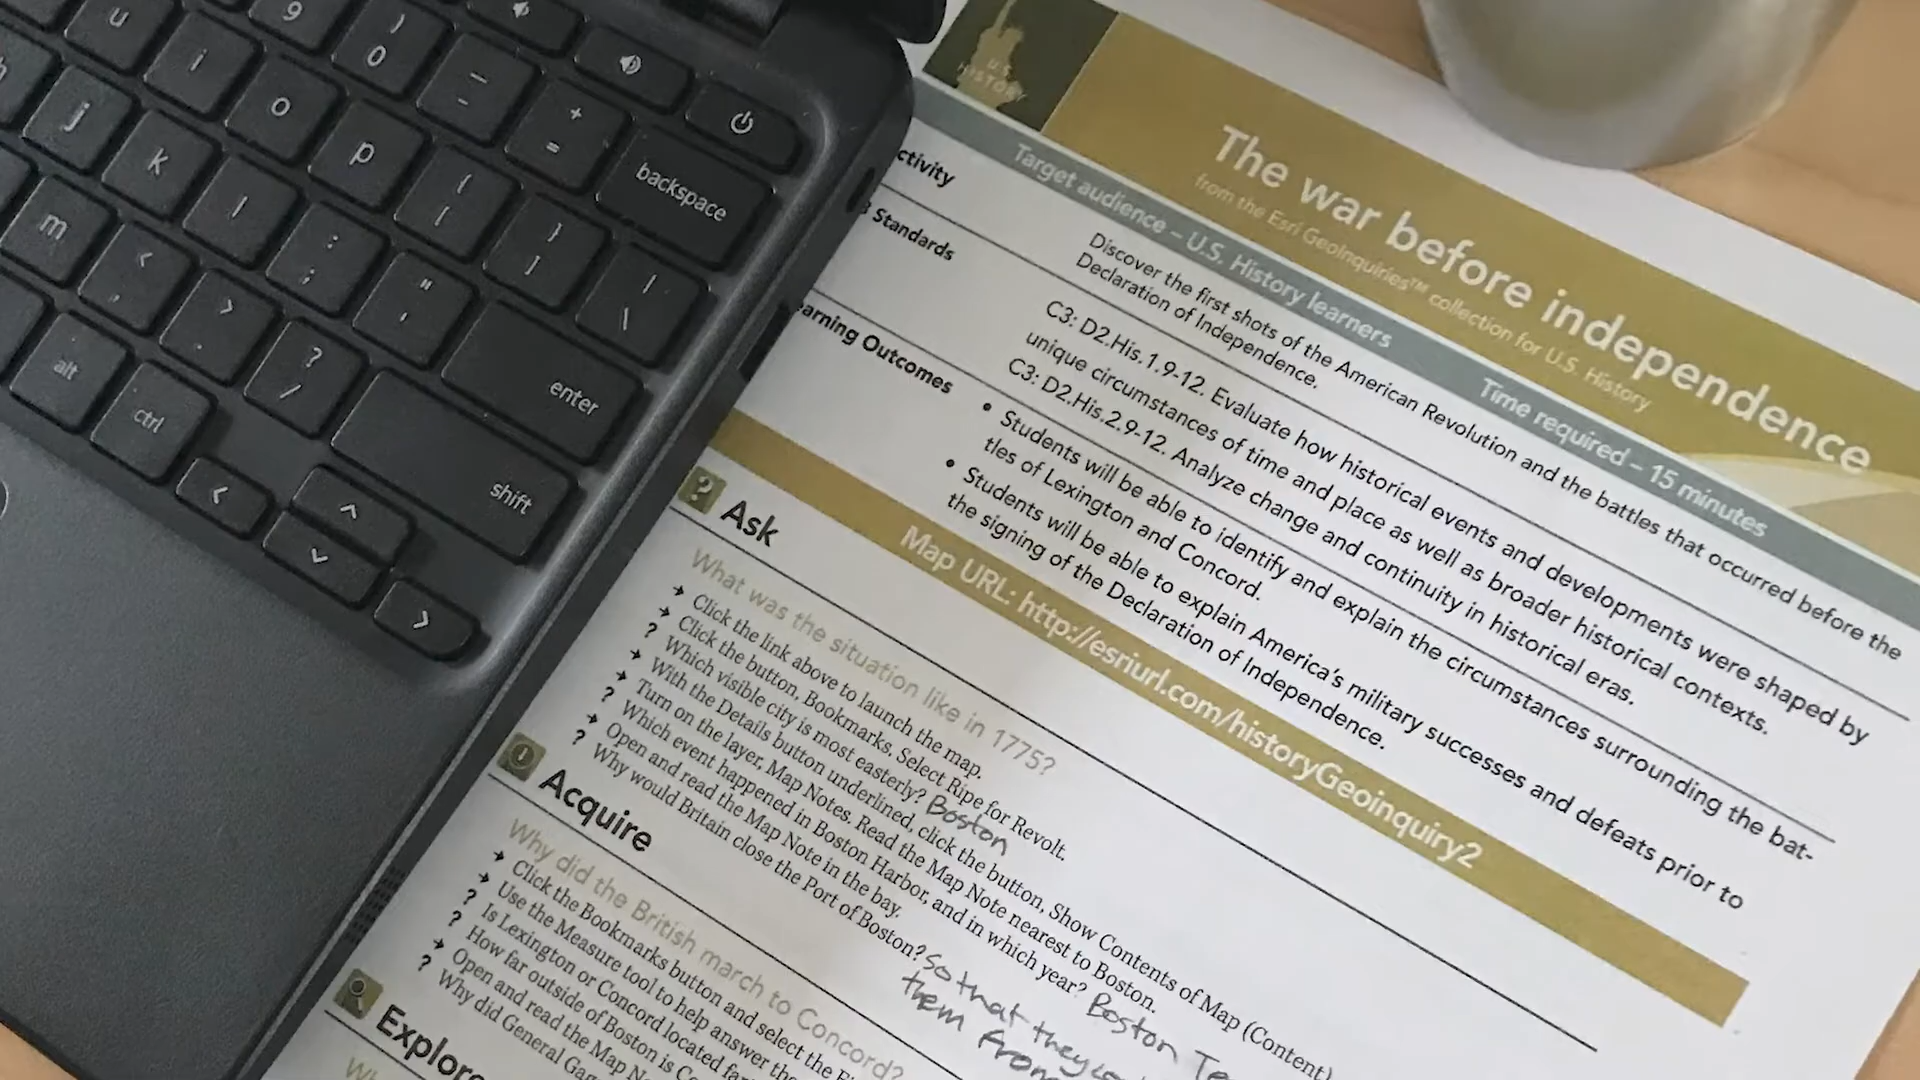 u
9
)
0
h
i
_
-
j
o
+
=
k
p
{
[
backspace
m
l
:
;
}
]
<
,
"
'
|
\
>
.
enter
alt
?
/
ctrl
shift
U.S.
HISTORY
The war before independence
from the Esri GeoInquiries™ collection for U.S. History
Target audience – U.S. History learners
Time required – 15 minutes
ctivity
Discover the first shots of the American Revolution and the battles that occurred before the
Declaration of Independence.
3 Standards
C3: D2.His.1.9-12. Evaluate how historical events and developments were shaped by
unique circumstances of time and place as well as broader historical contexts.
C3: D2.His.2.9-12. Analyze change and continuity in historical eras.
earning Outcomes
• Students will be able to identify and explain the circumstances surrounding the bat-
tles of Lexington and Concord.
• Students will be able to explain America's military successes and defeats prior to
the signing of the Declaration of Independence.
Map URL: http://esriurl.com/historyGeoinquiry2
? Ask
What was the situation like in 1775?
➔ Click the link above to launch the map.
➔ Click the button, Bookmarks. Select Ripe for Revolt.
? Which visible city is most easterly? Boston
➔ With the Details button underlined, click the button, Show Contents of Map (Content)
➔ Turn on the layer, Map Notes. Read the Map Note nearest to Boston.
? Which event happened in Boston Harbor, and in which year? Boston Te
➔ Open and read the Map Note in the bay.
? Why would Britain close the Port of Boston? So that they
them from
Acquire
Why did the British march to Concord?
➔ Click the Bookmarks button and select the
➔ Use the Measure tool to help answer the
? Is Lexington or Concord located
? How far outside of Boston is
➔ Open and read the Map
? Why did General
Explore